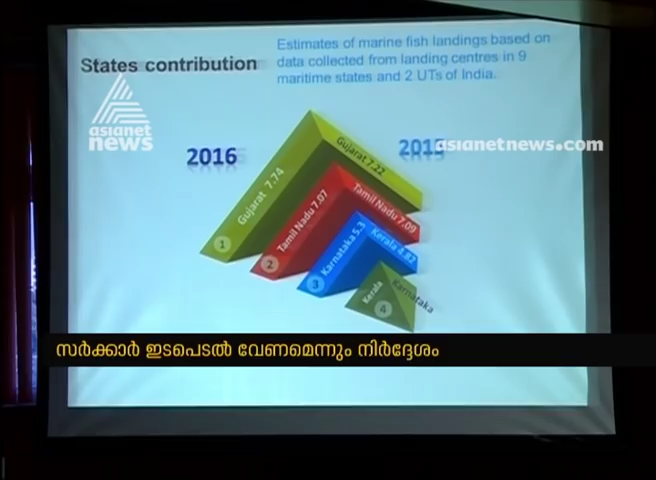 States contribution
Estimates of marine fish landings based on
data collected from landing centres in 9
maritime states and 2 UTs of India.
asianet
news
asianetnews.com
2016
2015
Gujarat 7.74
Gujarat 7.22
1
Tamil Nadu 7.07
Tamil Nadu 7.09
2
Karnataka 5.3
Kerala 4.82
3
Kerala
Karnataka
4
സർക്കാർ ഇടപെടൽ വേണമെന്നും നിർദ്ദേശം